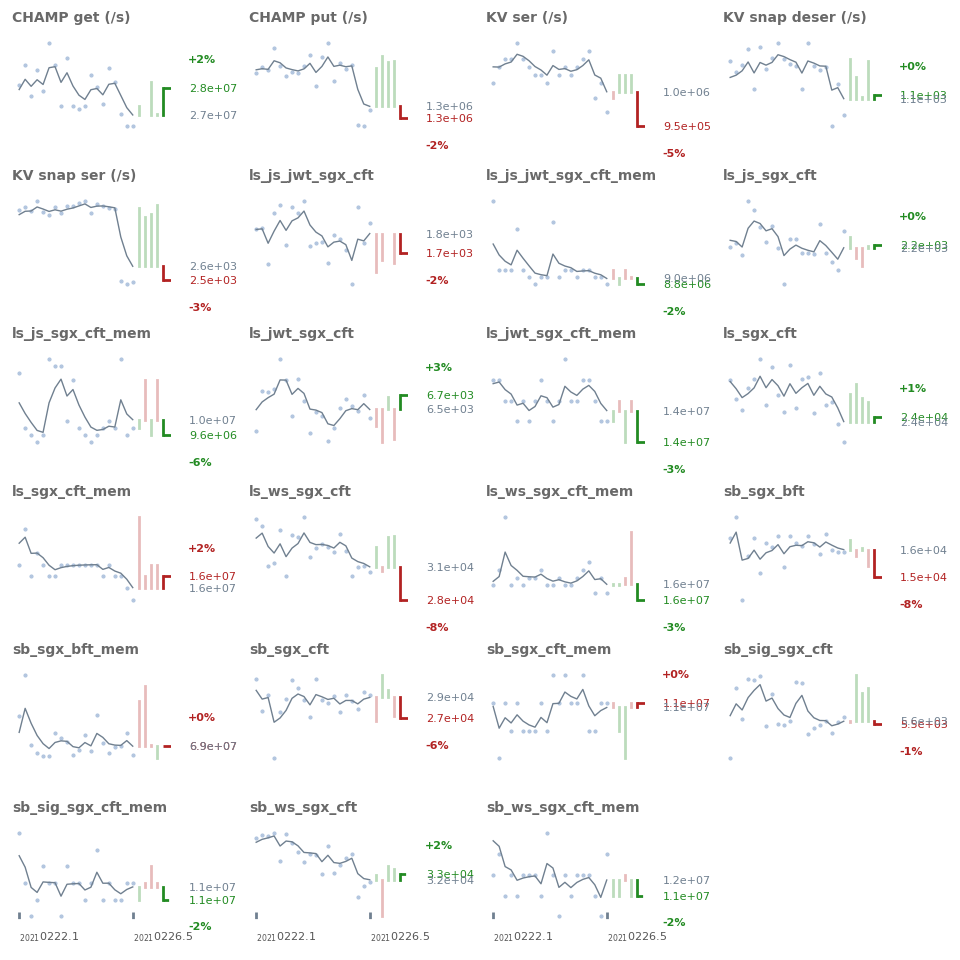 CHAMP get (/s)
+2%
2.8e+07
2.7e+07
CHAMP put (/s)
1.3e+06
1.3e+06
-2%
KV ser (/s)
1.0e+06
9.5e+05
-5%
KV snap deser (/s)
+0%
1.1e+03
1.1e+03
KV snap ser (/s)
2.6e+03
2.5e+03
-3%
ls_js_jwt_sgx_cft
1.8e+03
1.7e+03
-2%
ls_js_jwt_sgx_cft_mem
9.0e+06
8.8e+06
-2%
ls_js_sgx_cft
+0%
2.2e+03
2.2e+03
ls_js_sgx_cft_mem
1.0e+07
9.6e+06
-6%
ls_jwt_sgx_cft
+3%
6.7e+03
6.5e+03
ls_jwt_sgx_cft_mem
1.4e+07
1.4e+07
-3%
ls_sgx_cft
+1%
2.4e+04
2.4e+04
ls_sgx_cft_mem
+2%
1.6e+07
1.6e+07
ls_ws_sgx_cft
3.1e+04
2.8e+04
-8%
ls_ws_sgx_cft_mem
1.6e+07
1.6e+07
-3%
sb_sgx_bft
1.6e+04
1.5e+04
-8%
sb_sgx_bft_mem
+0%
6.9e+07
sb_sgx_cft
2.9e+04
2.7e+04
-6%
sb_sgx_cft_mem
+0%
1.1e+07
1.1e+07
sb_sig_sgx_cft
5.6e+03
5.5e+03
-1%
sb_sig_sgx_cft_mem
1.1e+07
1.1e+07
-2%
sb_ws_sgx_cft
+2%
3.3e+04
3.2e+04
sb_ws_sgx_cft_mem
1.2e+07
1.1e+07
-2%
2021 0222.1
2021 0226.5
2021 0222.1
2021 0226.5
2021 0222.1
2021 0226.5